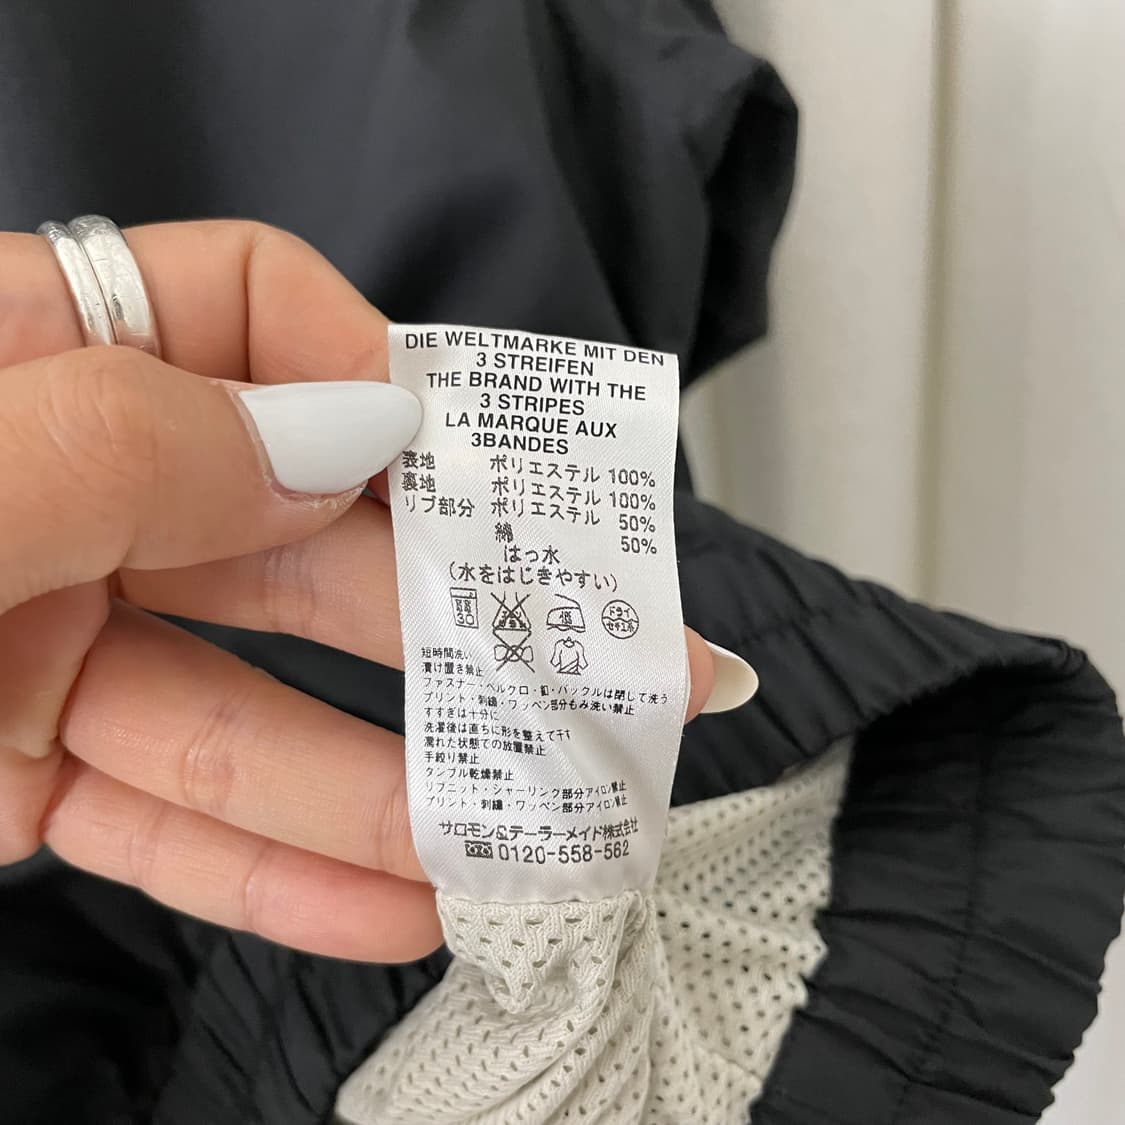 DIE WELTMARKE MIT DEN
3 STREIFEN
THE BRAND WITH THE
3 STRIPES
LA MARQUE AUX
3BANDES
表地 ポリエステル 100%
裏地 ポリエステル 100%
リブ部分 ポリエステル 50%
綿 50%
はっ水
(水をはじきやすい)
30
ドライ
セキユ系
短時間洗い
漬け置き禁止
ファスナー・ベルクロ・釦・バックルは閉じて洗う
プリント・刺繍・ワッペン部分もみ洗い禁止
すすぎは十分に
洗濯後は直ちに形を整えて干す
濡れた状態での放置禁止
手絞り禁止
タンブル乾燥禁止
リブニット・シャーリング部分アイロン禁止
プリント・刺繍・ワッペン部分アイロン禁止
サロモン&テーラーメイド株式会社
0120-558-562